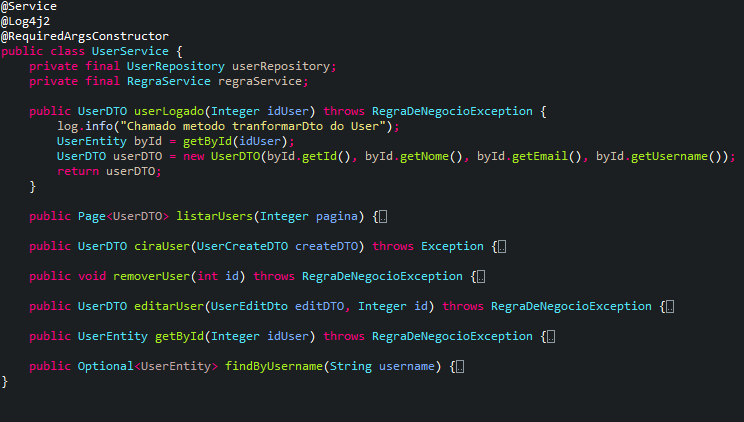 @Service
@Log4j2
@RequiredArgsConstructor
public class UserService {
private final UserRepository userRepository;
private final RegraService regraService;
public UserDTO userLogado(Integer idUser) throws RegraDeNegocioException {
log.info("Chamado metodo tranformarDto do User");
UserEntity byId = getById(idUser);
UserDTO userDTO = new UserDTO(byId.getId(), byId.getNome(), byId.getEmail(), byId.getUsername());
return userDTO;
}
public Page<UserDTO> listarUsers(Integer pagina) {
public UserDTO ciraUser(UserCreateDTO createDTO) throws Exception {
public void removerUser(int id) throws RegraDeNegocioException {
public UserDTO editarUser(UserEditDto editDTO, Integer id) throws RegraDeNegocioException {
public UserEntity getById(Integer idUser) throws RegraDeNegocioException {
public Optional<UserEntity> findByUsername(String username) {
}